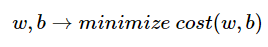 w, b → minimize cost(w, b)